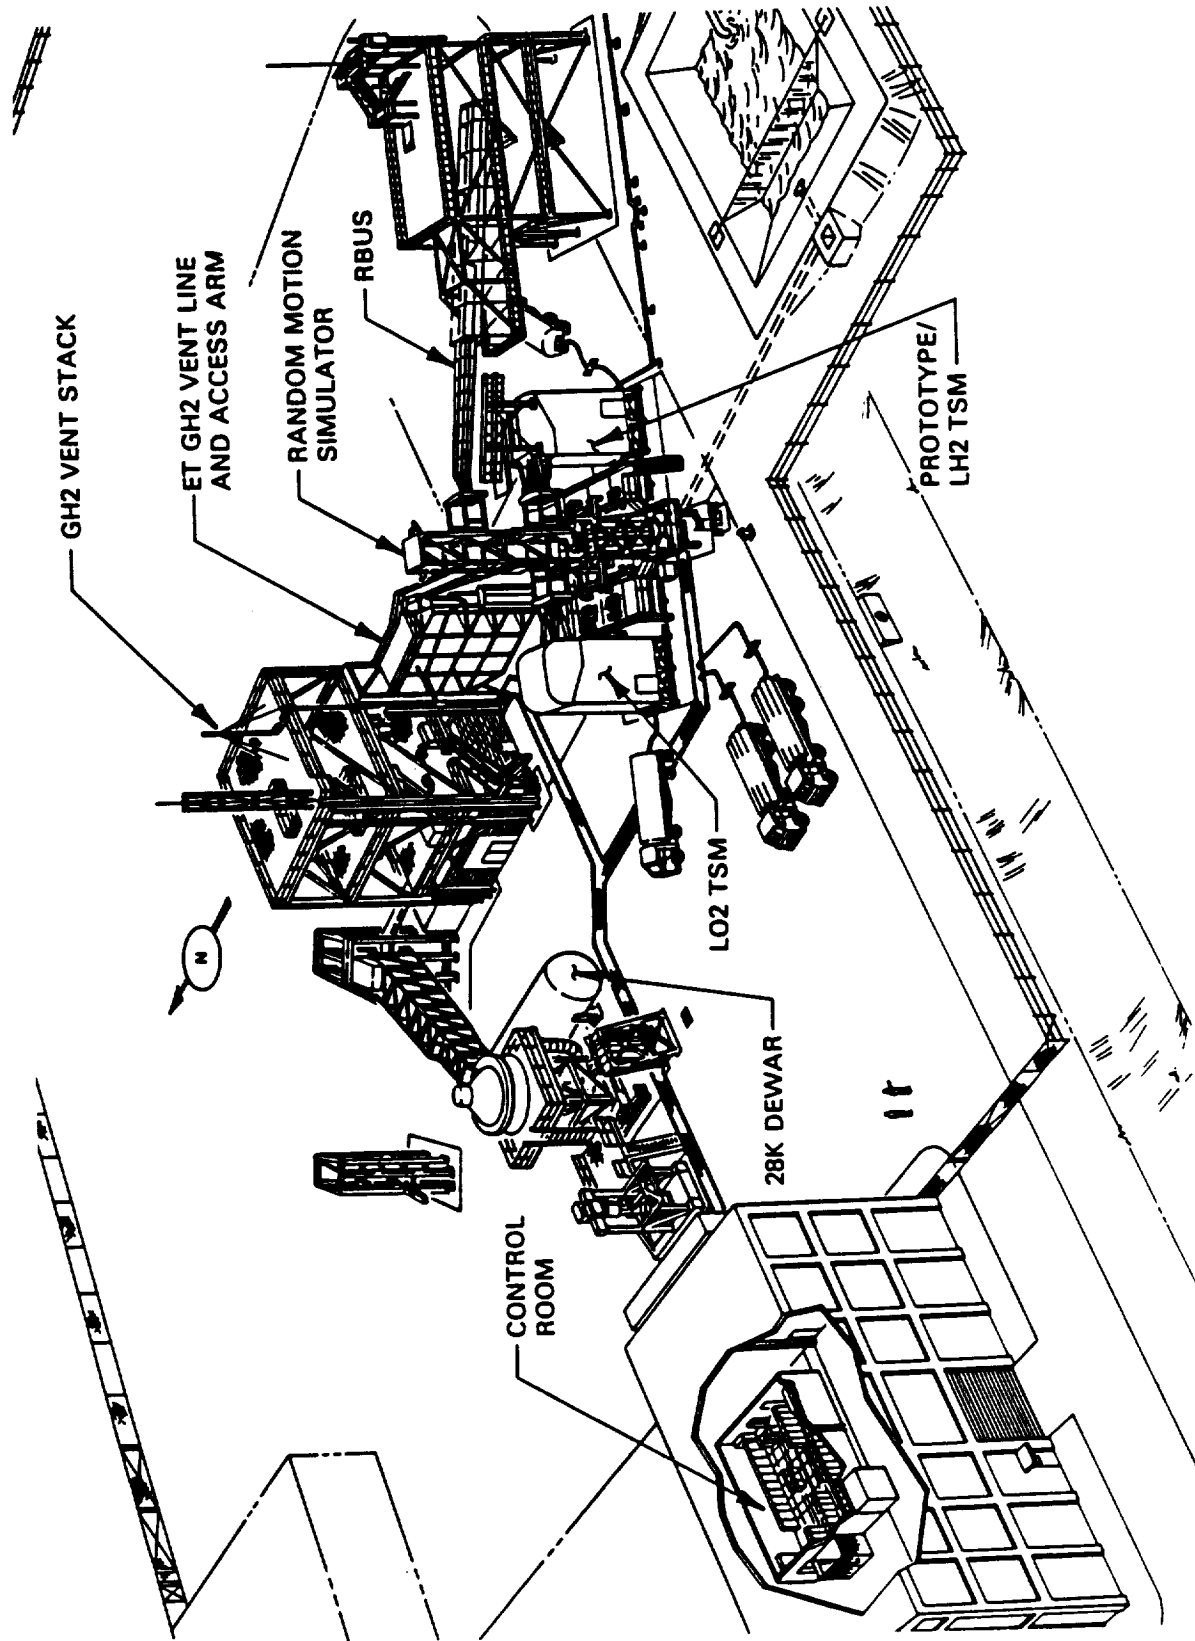 GH2 VENT STACK
ET GH2 VENT LINE
AND ACCESS ARM
RANDOM MOTION
SIMULATOR
RBUS
N
CONTROL
ROOM
28K DEWAR
LO2 TSM
PROTOTYPE/
LH2 TSM